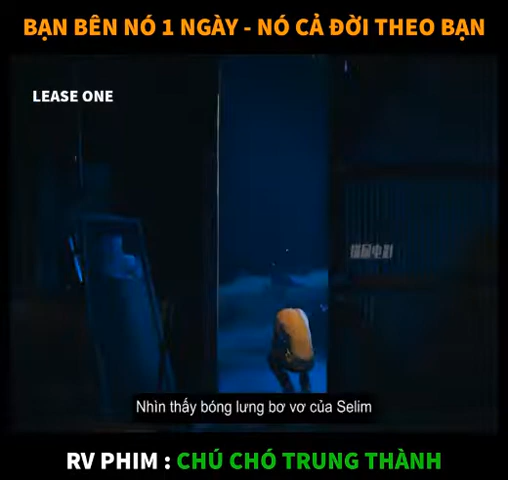 BẠN BÊN NÓ 1 NGÀY - NÓ CẢ ĐỜI THEO BẠN
LEASE ONE
Nhìn thấy bóng lưng bơ vơ của Selim
RV PHIM : CHÚ CHÓ TRUNG THÀNH